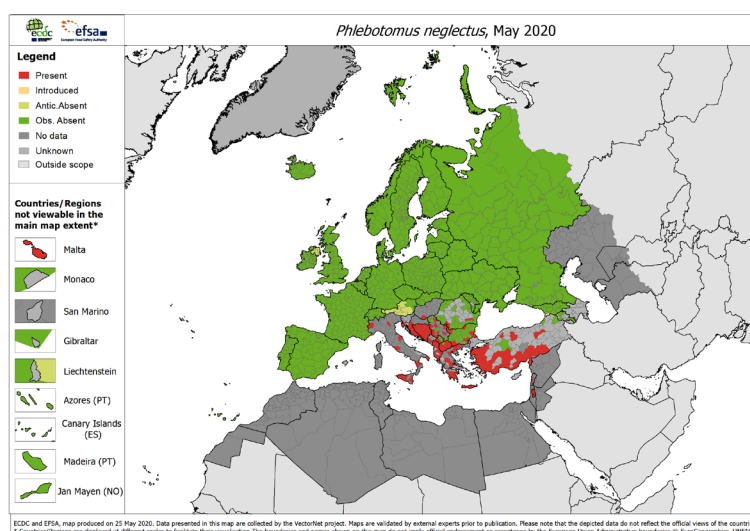 ecdc
efsa
European Food Safety Authority
Phlebotomus neglectus, May 2020
Legend
Present
Introduced
Antic.Absent
Obs. Absent
No data
Unknown
Outside scope
Countries/Regions
not viewable in the
main map extent*
Malta
Monaco
San Marino
Gibraltar
Liechtenstein
Azores (PT)
Canary Islands
(ES)
Madeira (PT)
Jan Mayen (NO)
ECDC and EFSA, map produced on 25 May 2020. Data presented in this map are collected by the VectorNet project. Maps are validated by external experts prior to publication. Please note that the depicted data do not reflect the official views of the